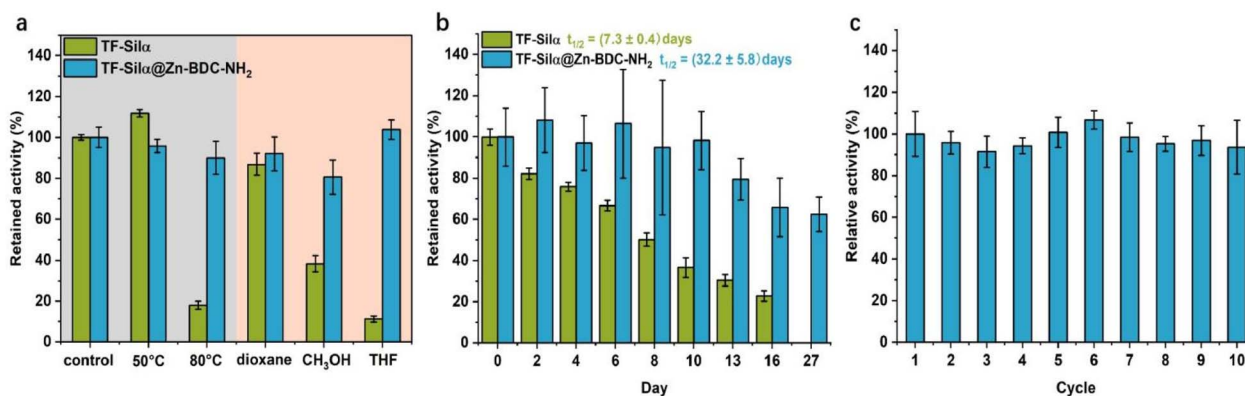 a
TF-Silα
TF-Silα@Zn-BDC-NH₂
Retained activity (%)
140
120
100
80
60
40
20
0
control 50°C 80°C dioxane CH₃OH THF
b
TF-Silα t₁/₂ = (7.3 ± 0.4) days
TF-Silα@Zn-BDC-NH₂ t₁/₂ = (32.2 ± 5.8) days
Retained activity (%)
140
120
100
80
60
40
20
0
0 2 4 6 8 10 13 16 27
Day
c
Relative activity (%)
140
120
100
80
60
40
20
0
1 2 3 4 5 6 7 8 9 10
Cycle